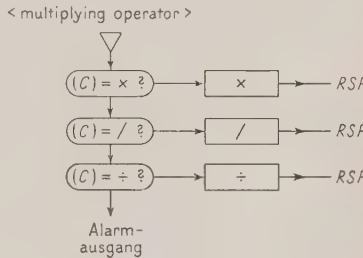 < multiplying operator >
(C) = × ? × RSP
(C) = / ? / RSP
(C) = ÷ ? ÷ RSP
Alarm-
ausgang